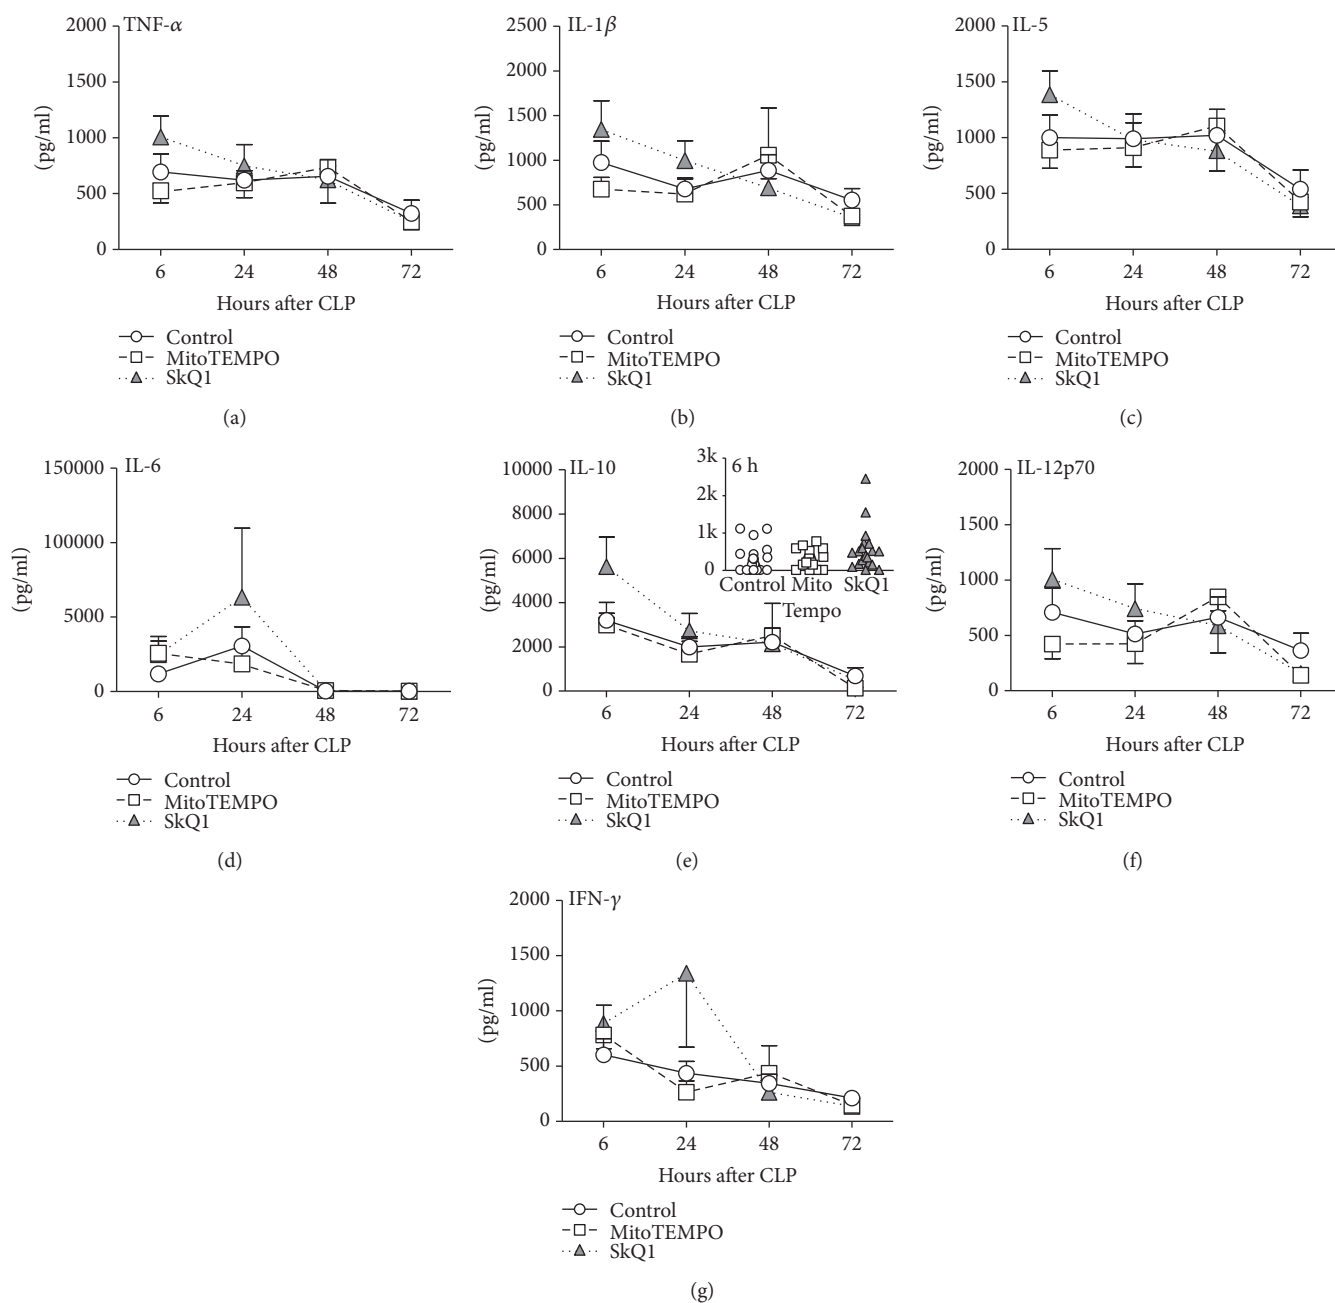 TNF-α
2000
1500
1000
500
0
(pg/ml)
6 24 48 72
Hours after CLP
Control
MitoTEMPO
SkQ1
(a)
IL-1β
2500
2000
1500
1000
500
0
(pg/ml)
6 24 48 72
Hours after CLP
Control
MitoTEMPO
SkQ1
(b)
IL-5
2000
1500
1000
500
0
(pg/ml)
6 24 48 72
Hours after CLP
Control
MitoTEMPO
SkQ1
(c)
IL-6
150000
100000
5000
0
(pg/ml)
6 24 48 72
Hours after CLP
Control
MitoTEMPO
SkQ1
(d)
IL-10
10000
8000
6000
4000
2000
0
(pg/ml)
6 24 48 72
Hours after CLP
6 h
3k
2k
1k
0
Control Mito SkQ1
Tempo
Control
MitoTEMPO
SkQ1
(e)
IL-12p70
2000
1500
1000
500
0
(pg/ml)
6 24 48 72
Hours after CLP
Control
MitoTEMPO
SkQ1
(f)
IFN-γ
2000
1500
1000
500
0
(pg/ml)
6 24 48 72
Hours after CLP
Control
MitoTEMPO
SkQ1
(g)